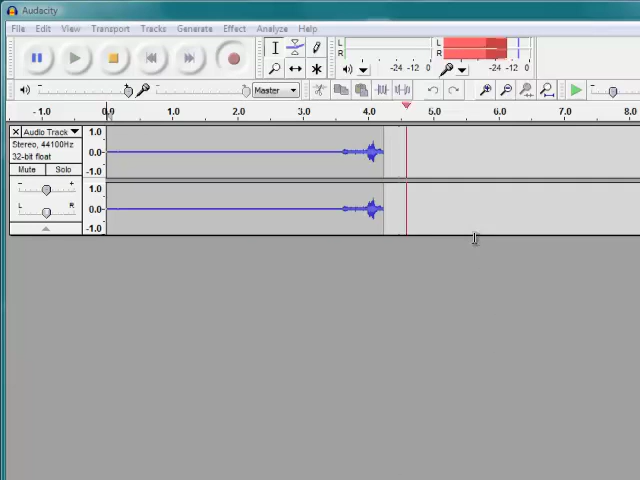 Audacity
File Edit View Transport Tracks Generate Effect Analyze Help
L R L R -24 -12 0 -24 -12 0
Master
- 1.0 0.0 1.0 2.0 3.0 4.0 5.0 6.0 7.0 8.0
Audio Track
Stereo, 44100Hz
32-bit float
Mute Solo
- +
L R
1.0
0.0-
-1.0
1.0
0.0-
-1.0